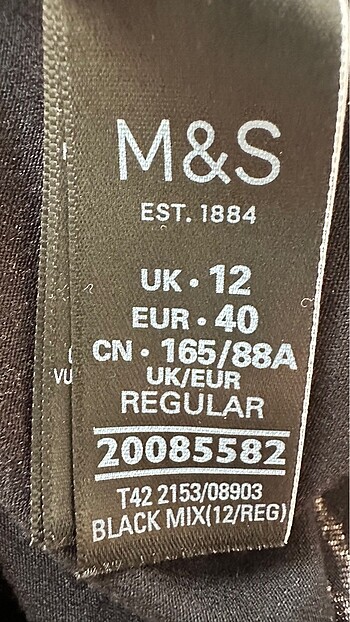 M&S
EST. 1884
UK • 12
EUR • 40
CN • 165/88A
UK/EUR
REGULAR
20085582
T42 2153/08903
BLACK MIX(12/REG)
VU